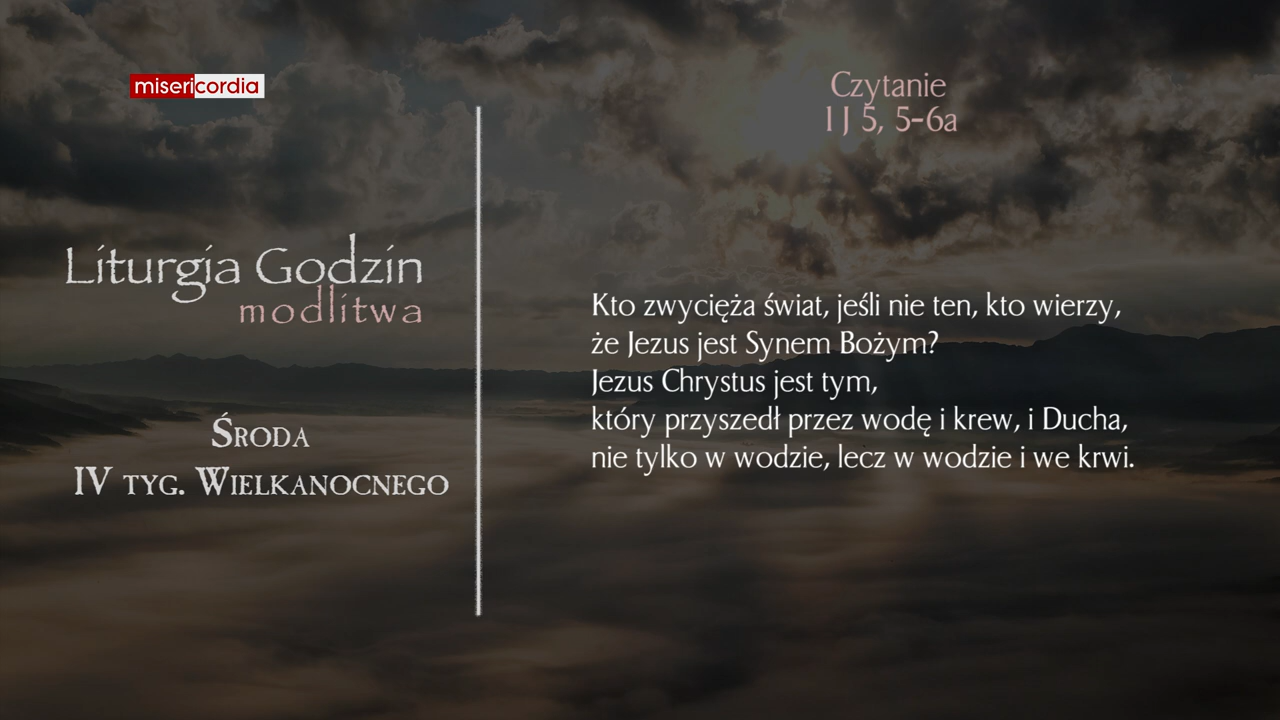 misericordia
Liturgia Godzin
modlitwa
Środa
IV tyg. Wielkanocnego
Czytanie
1 J 5, 5-6a
Kto zwycięża świat, jeśli nie ten, kto wierzy,
że Jezus jest Synem Bożym?
Jezus Chrystus jest tym,
który przyszedł przez wodę i krew, i Ducha,
nie tylko w wodzie, lecz w wodzie i we krwi.